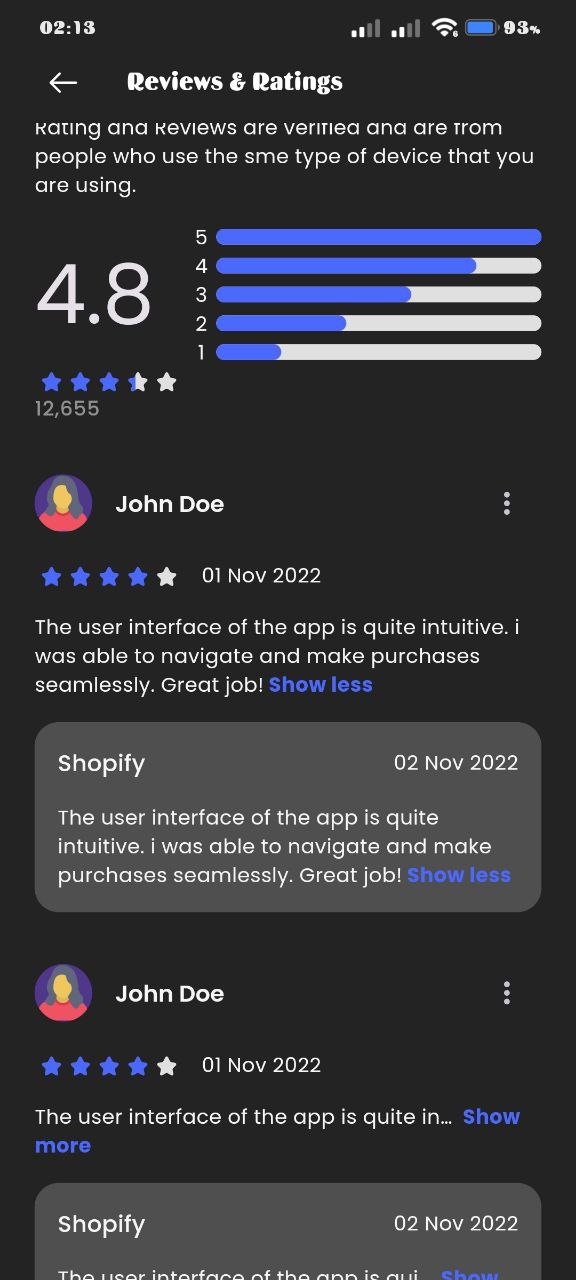 02:13
6
93%
Reviews & Ratings
Rating and Reviews are verified and are from
people who use the sme type of device that you
are using.
5
4
3
2
1
4.8
12,655
John Doe
01 Nov 2022
The user interface of the app is quite intuitive. i
was able to navigate and make purchases
seamlessly. Great job! Show less
Shopify
02 Nov 2022
The user interface of the app is quite
intuitive. i was able to navigate and make
purchases seamlessly. Great job! Show less
John Doe
01 Nov 2022
The user interface of the app is quite in... Show
more
Shopify
02 Nov 2022
The user interface of the app is qui... Show